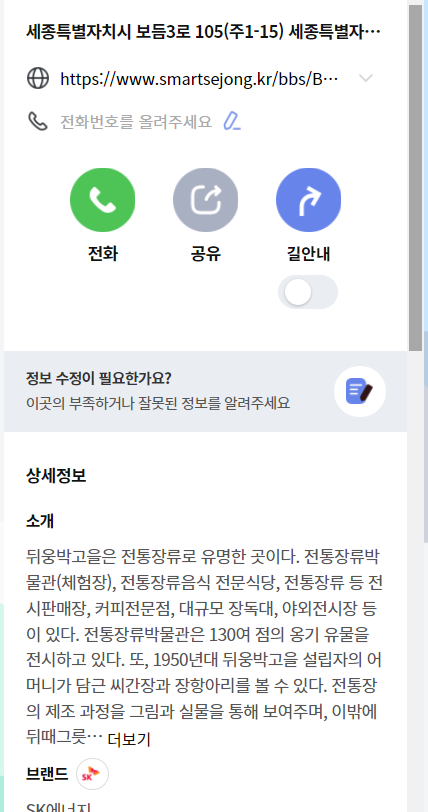 세종특별자치시 보듬3로 105(주1-15) 세종특별자…
https://www.smartsejong.kr/bbs/B…
전화번호를 올려주세요
전화 공유 길안내
정보 수정이 필요한가요?
이곳의 부족하거나 잘못된 정보를 알려주세요
상세정보
소개
뒤웅박고을은 전통장류로 유명한 곳이다. 전통장류박
물관(체험장), 전통장류음식 전문식당, 전통장류 등 전
시판매장, 커피전문점, 대규모 장독대, 야외전시장 등
이 있다. 전통장류박물관은 130여 점의 옹기 유물을
전시하고 있다. 또, 1950년대 뒤웅박고을 설립자의 어
머니가 담근 씨간장과 장항아리를 볼 수 있다. 전통장
의 제조 과정을 그림과 실물을 통해 보여주며, 이밖에
뒤때그릇… 더보기
브랜드 SK
SK에너지